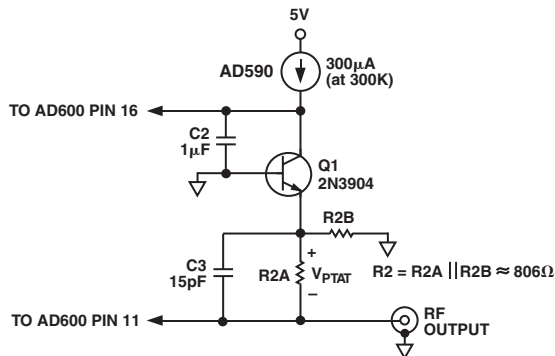 5V
AD590
300μA
(at 300K)
TO AD600 PIN 16
C2
1μF
Q1
2N3904
R2B
C3
15pF
R2A
+
VPTAT
–
R2 = R2A || R2B ≈ 806Ω
TO AD600 PIN 11
RF
OUTPUT